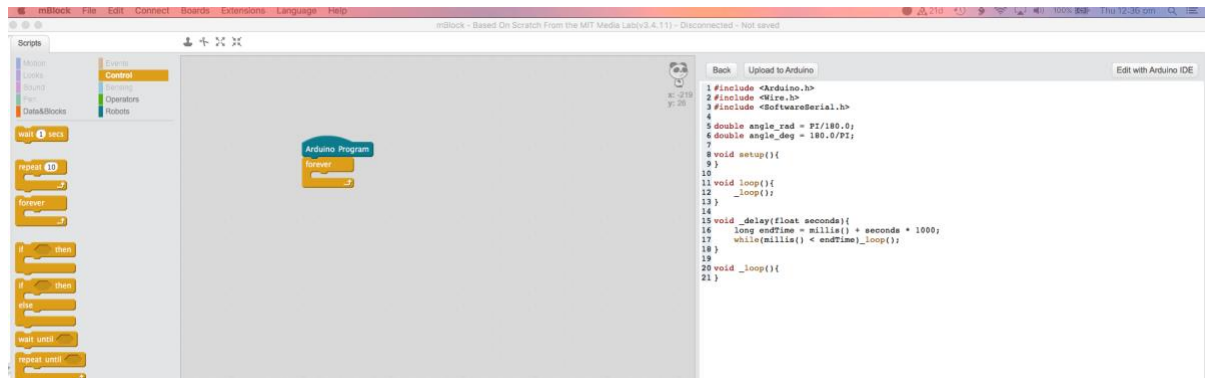 mBlock File Edit Connect Boards Extensions Language Help
21d 100% Thu 12:36 pm
mBlock - Based On Scratch From the MIT Media Lab(v3.4.11) - Disconnected - Not saved
Scripts
Motion
Looks
Sound
Pen
Data&Blocks
Events
Control
Sensing
Operators
Robots
wait 1 secs
repeat 10
forever
if then
if then
else
wait until
repeat until
Arduino Program
forever
x: -219
y: 26
Back Upload to Arduino Edit with Arduino IDE
1 #include <Arduino.h>
2 #include <Wire.h>
3 #include <SoftwareSerial.h>
4
5 double angle_rad = PI/180.0;
6 double angle_deg = 180.0/PI;
7
8 void setup(){
9 }
10
11 void loop(){
12 _loop();
13 }
14
15 void _delay(float seconds){
16 long endTime = millis() + seconds * 1000;
17 while(millis() < endTime)_loop();
18 }
19
20 void _loop(){
21 }